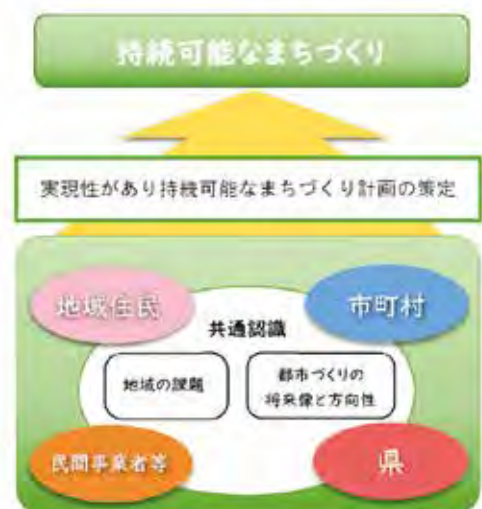 持続可能なまちづくり
実現性があり持続可能なまちづくり計画の策定
地域住民
市町村
共通認識
地域の課題
都市づくりの
将来像と方向性
民間事業者等
県